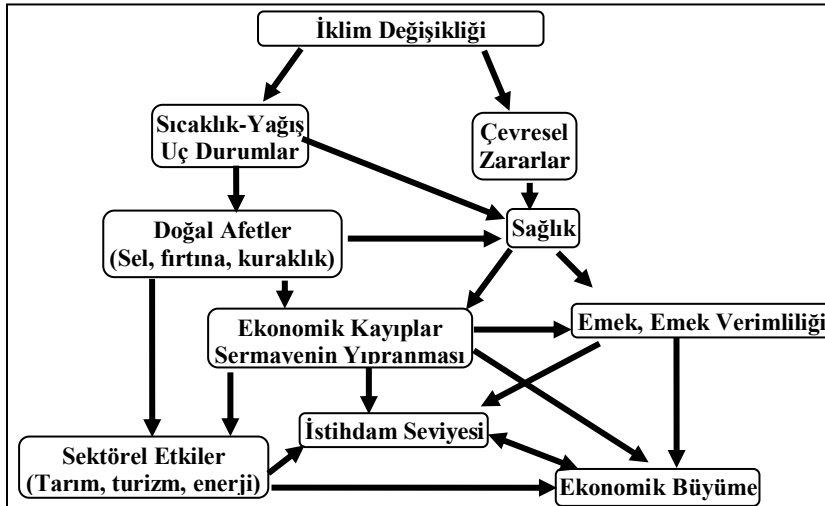 İklim Değişikliği
Sıcaklık-Yağış
Uç Durumlar
Çevresel
Zararlar
Doğal Afetler
(Sel, fırtına, kuraklık)
Sağlık
Ekonomik Kayıplar
Sermayenin Yıpranması
Emek, Emek Verimliliği
İstihdam Seviyesi
Sektörel Etkiler
(Tarım, turizm, enerji)
Ekonomik Büyüme